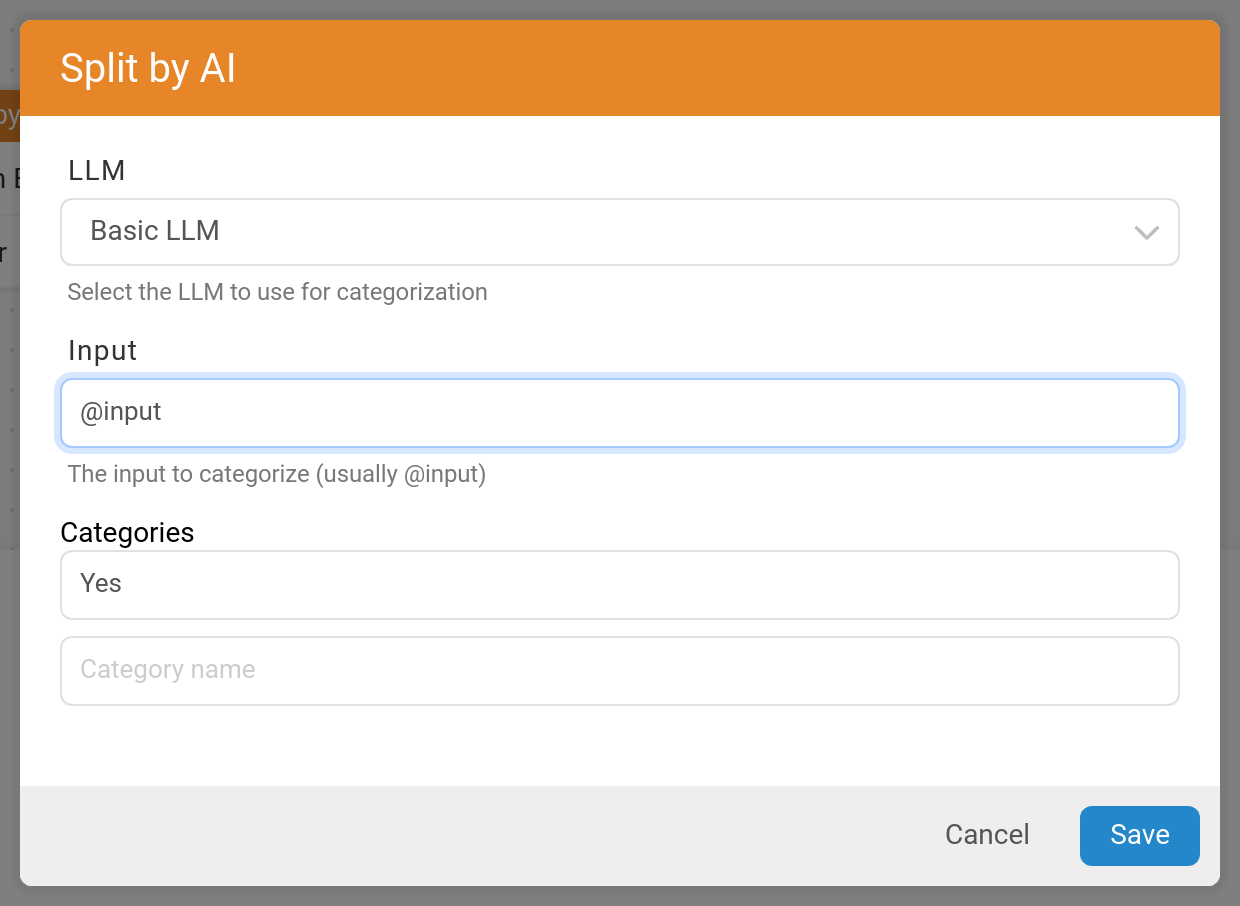 Split by AI
by
LLM
Basic LLM
Select the LLM to use for categorization
Input
@input
The input to categorize (usually @input)
Categories
Yes
Category name
Cancel
Save